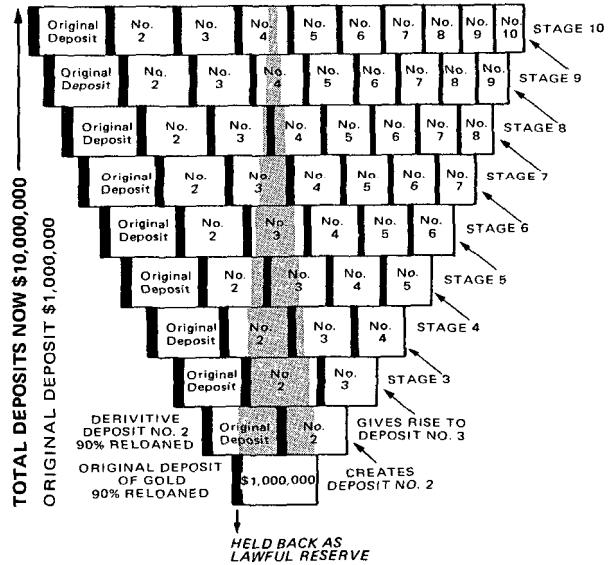 TOTAL DEPOSITS NOW $10,000,000
ORIGINAL DEPOSIT $1,000,000
Original Deposit No. 2 No. 3 No. 4 No. 5 No. 6 No. 7 No. 8 No. 9 No. 10 STAGE 10
Original Deposit No. 2 No. 3 No. 4 No. 5 No. 6 No. 7 No. 8 No. 9 STAGE 9
Original Deposit No. 2 No. 3 No. 4 No. 5 No. 6 No. 7 No. 8 STAGE 8
Original Deposit No. 2 No. 3 No. 4 No. 5 No. 6 No. 7 STAGE 7
Original Deposit No. 2 No. 3 No. 4 No. 5 No. 6 STAGE 6
Original Deposit No. 2 No. 3 No. 4 No. 5 STAGE 5
Original Deposit No. 2 No. 3 No. 4 STAGE 4
Original Deposit No. 2 No. 3 STAGE 3
DERIVITIVE
DEPOSIT NO. 2
90% RELOANED
Original Deposit No. 2
GIVES RISE TO
DEPOSIT NO. 3
ORIGINAL DEPOSIT
OF GOLD
90% RELOANED
$1,000,000
CREATES
DEPOSIT NO. 2
HELD BACK AS
LAWFUL RESERVE